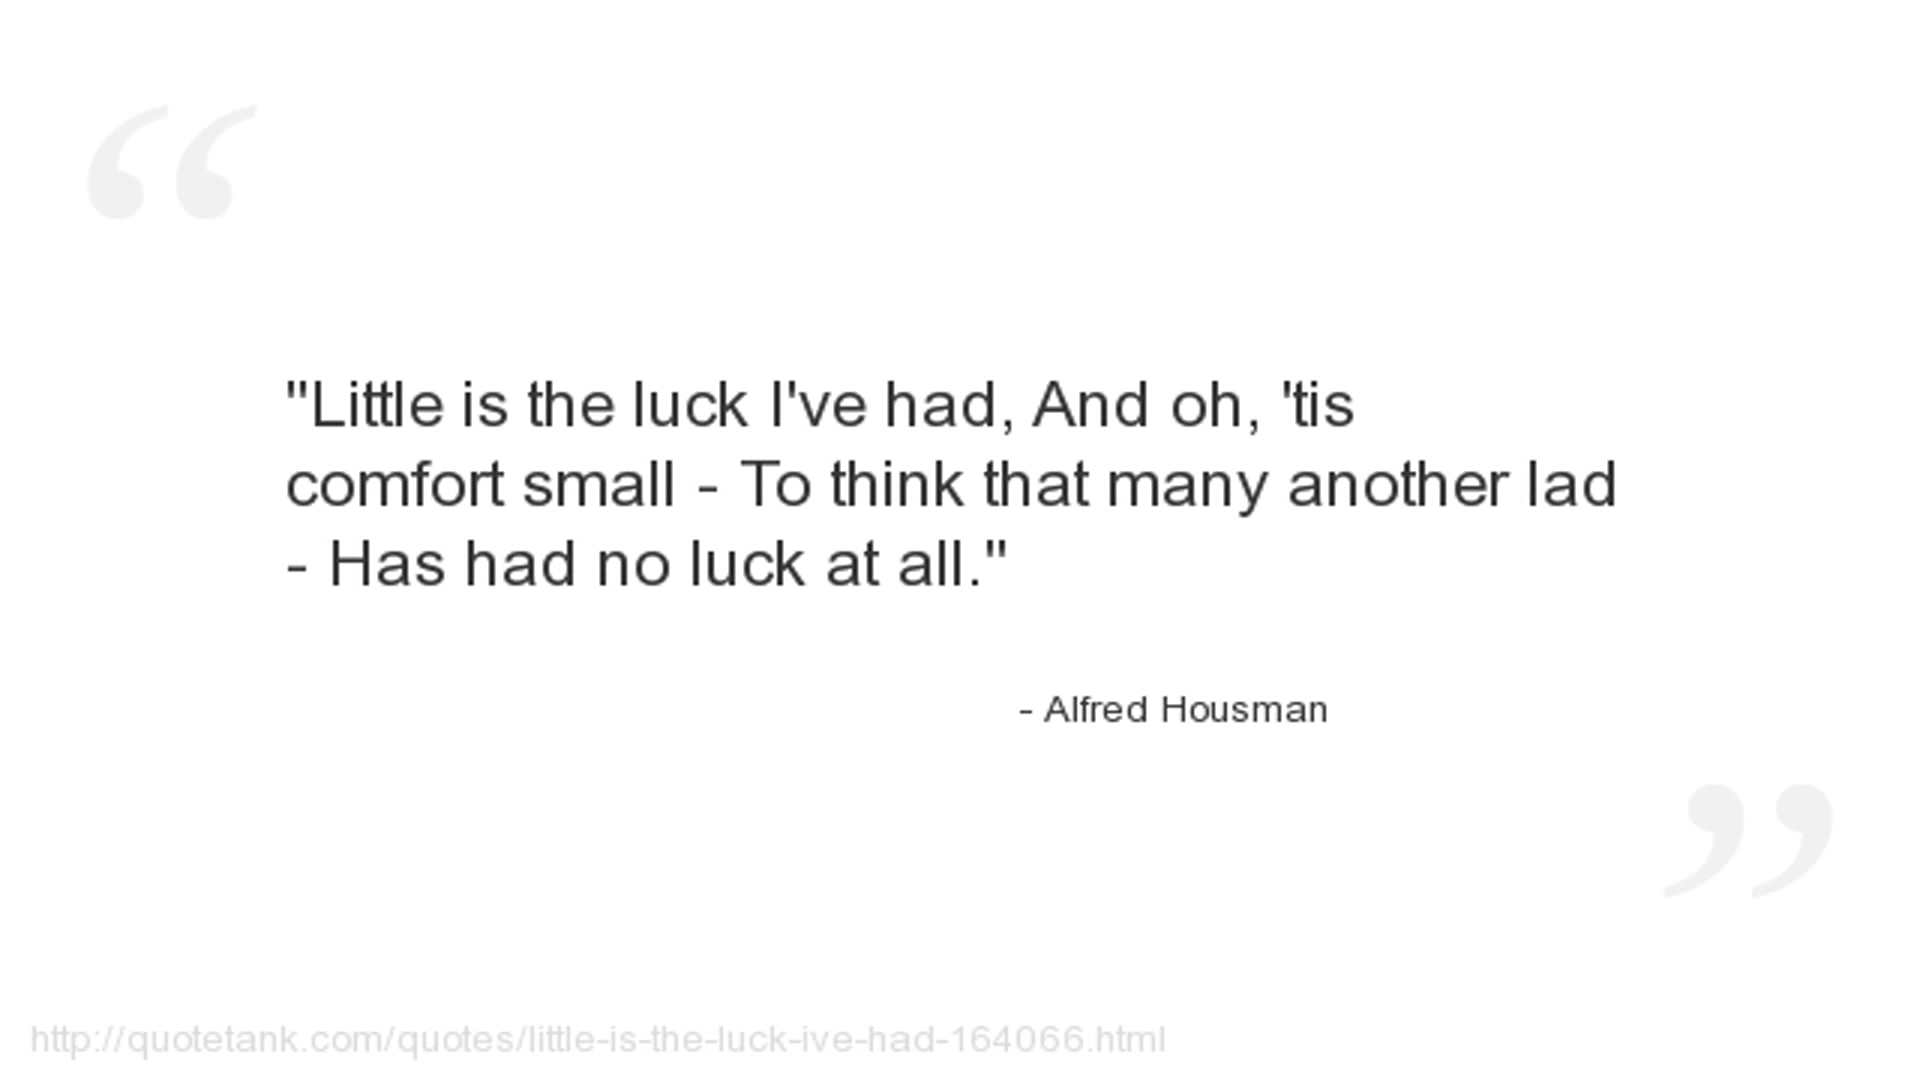 "Little is the luck I've had, And oh, 'tis
comfort small - To think that many another lad
- Has had no luck at all."
- Alfred Housman
http://quotetank.com/quotes/little-is-the-luck-ive-had-164066.html